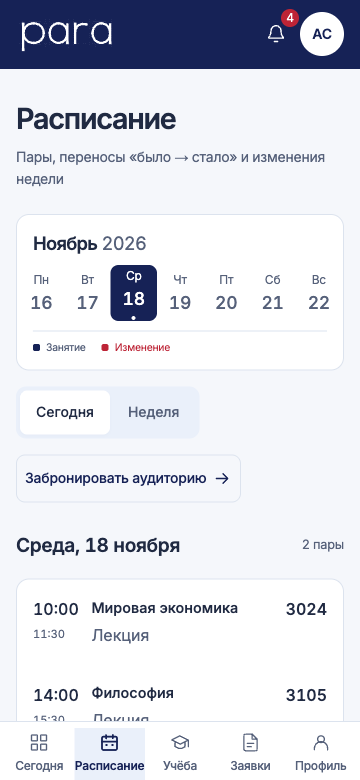 para
4
АС
Расписание
Пары, переносы «было → стало» и изменения
недели
Ноябрь 2026
Пн Вт Ср Чт Пт Сб Вс
16 17 18 19 20 21 22
Занятие Изменение
Сегодня Неделя
Забронировать аудиторию →
Среда, 18 ноября 2 пары
10:00 Мировая экономика 3024
11:30 Лекция
14:00 Философия 3105
15:30 Лекция
Сегодня Расписание Учёба Заявки Профиль